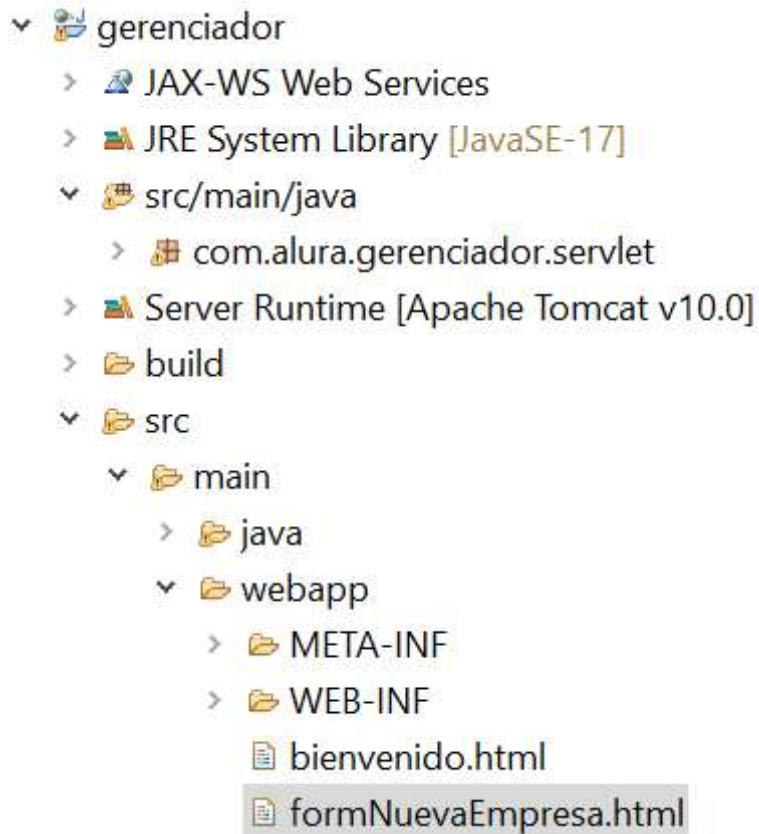 gerenciador
JAX-WS Web Services
JRE System Library [JavaSE-17]
src/main/java
com.alura.gerenciador.servlet
Server Runtime [Apache Tomcat v10.0]
build
src
main
java
webapp
META-INF
WEB-INF
bienvenido.html
formNuevaEmpresa.html